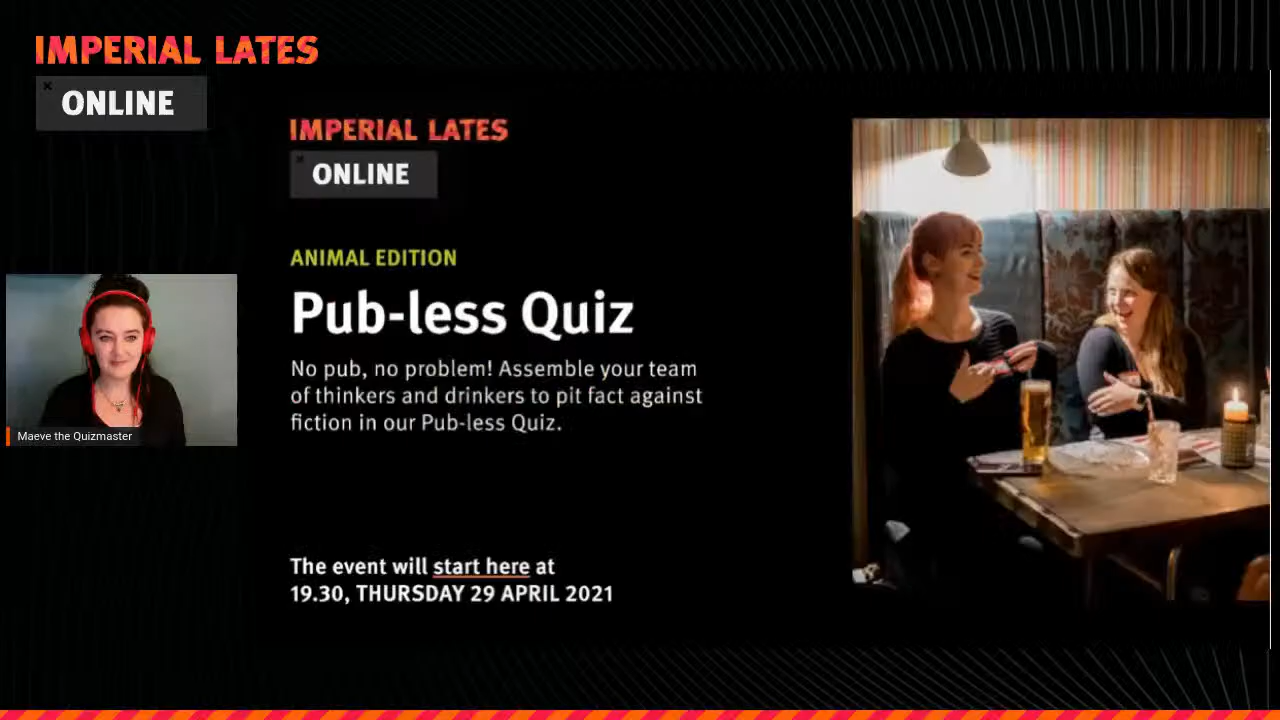 IMPERIAL LATES
ONLINE
IMPERIAL LATES
ONLINE
ANIMAL EDITION
Pub-less Quiz
No pub, no problem! Assemble your team
of thinkers and drinkers to pit fact against
fiction in our Pub-less Quiz.
The event will start here at
19.30, THURSDAY 29 APRIL 2021
Maeve the Quizmaster